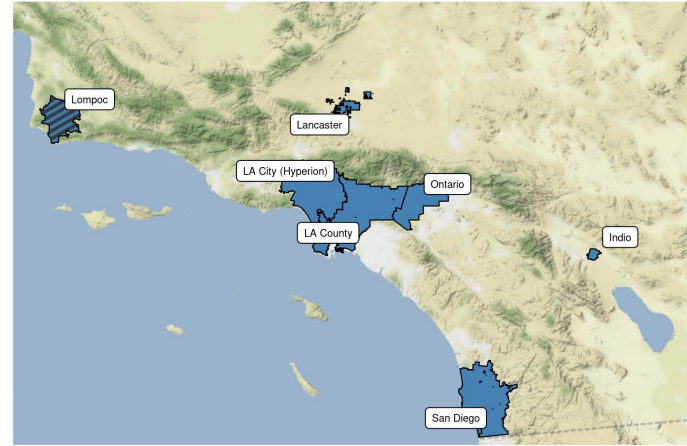 Lompoc
Lancaster
LA City (Hyperion)
Ontario
LA County
Indio
San Diego